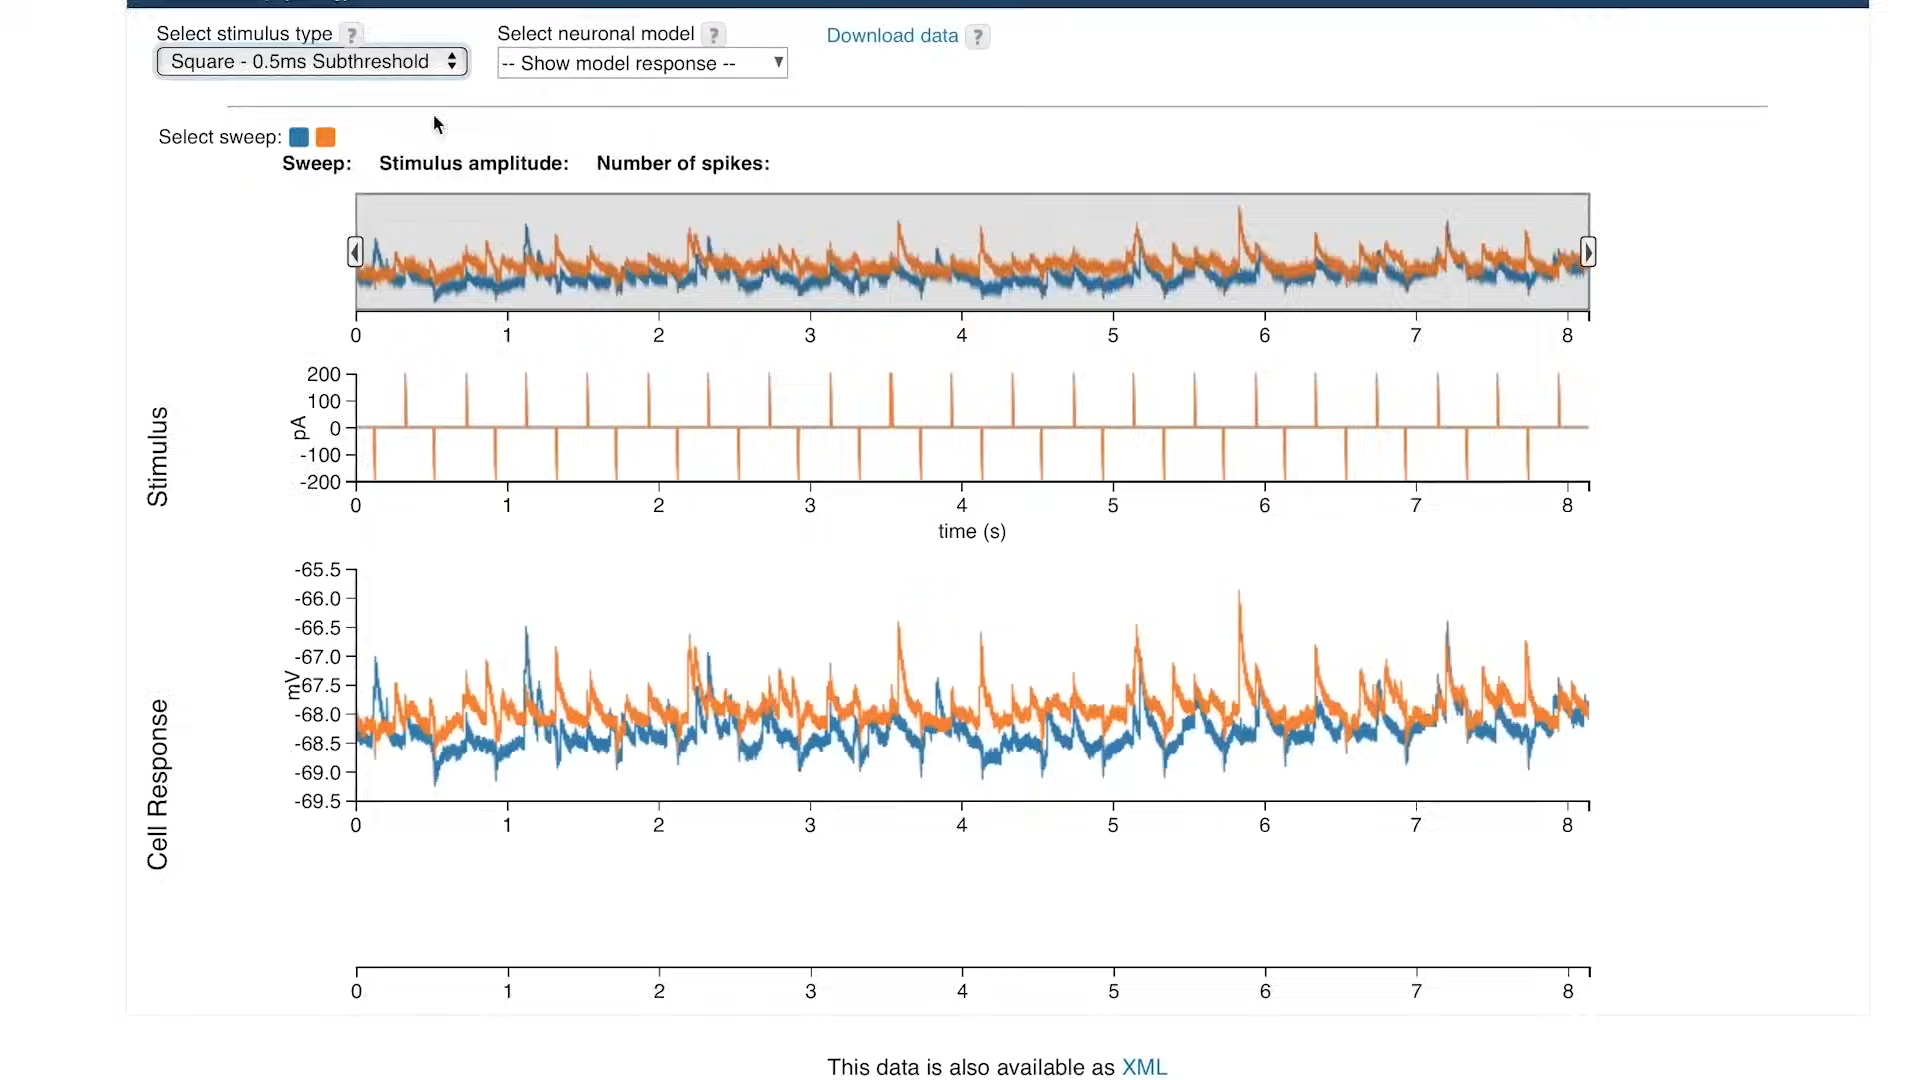 Select stimulus type ? Select neuronal model ? Download data ?
Square - 0.5ms Subthreshold -- Show model response --
Select sweep:
Sweep: Stimulus amplitude: Number of spikes:
0 1 2 3 4 5 6 7 8
Stimulus
pA
200
100
0
-100
-200
0 1 2 3 4 5 6 7 8
time (s)
Cell Response
mV
-65.5
-66.0
-66.5
-67.0
-67.5
-68.0
-68.5
-69.0
-69.5
0 1 2 3 4 5 6 7 8
0 1 2 3 4 5 6 7 8
This data is also available as XML